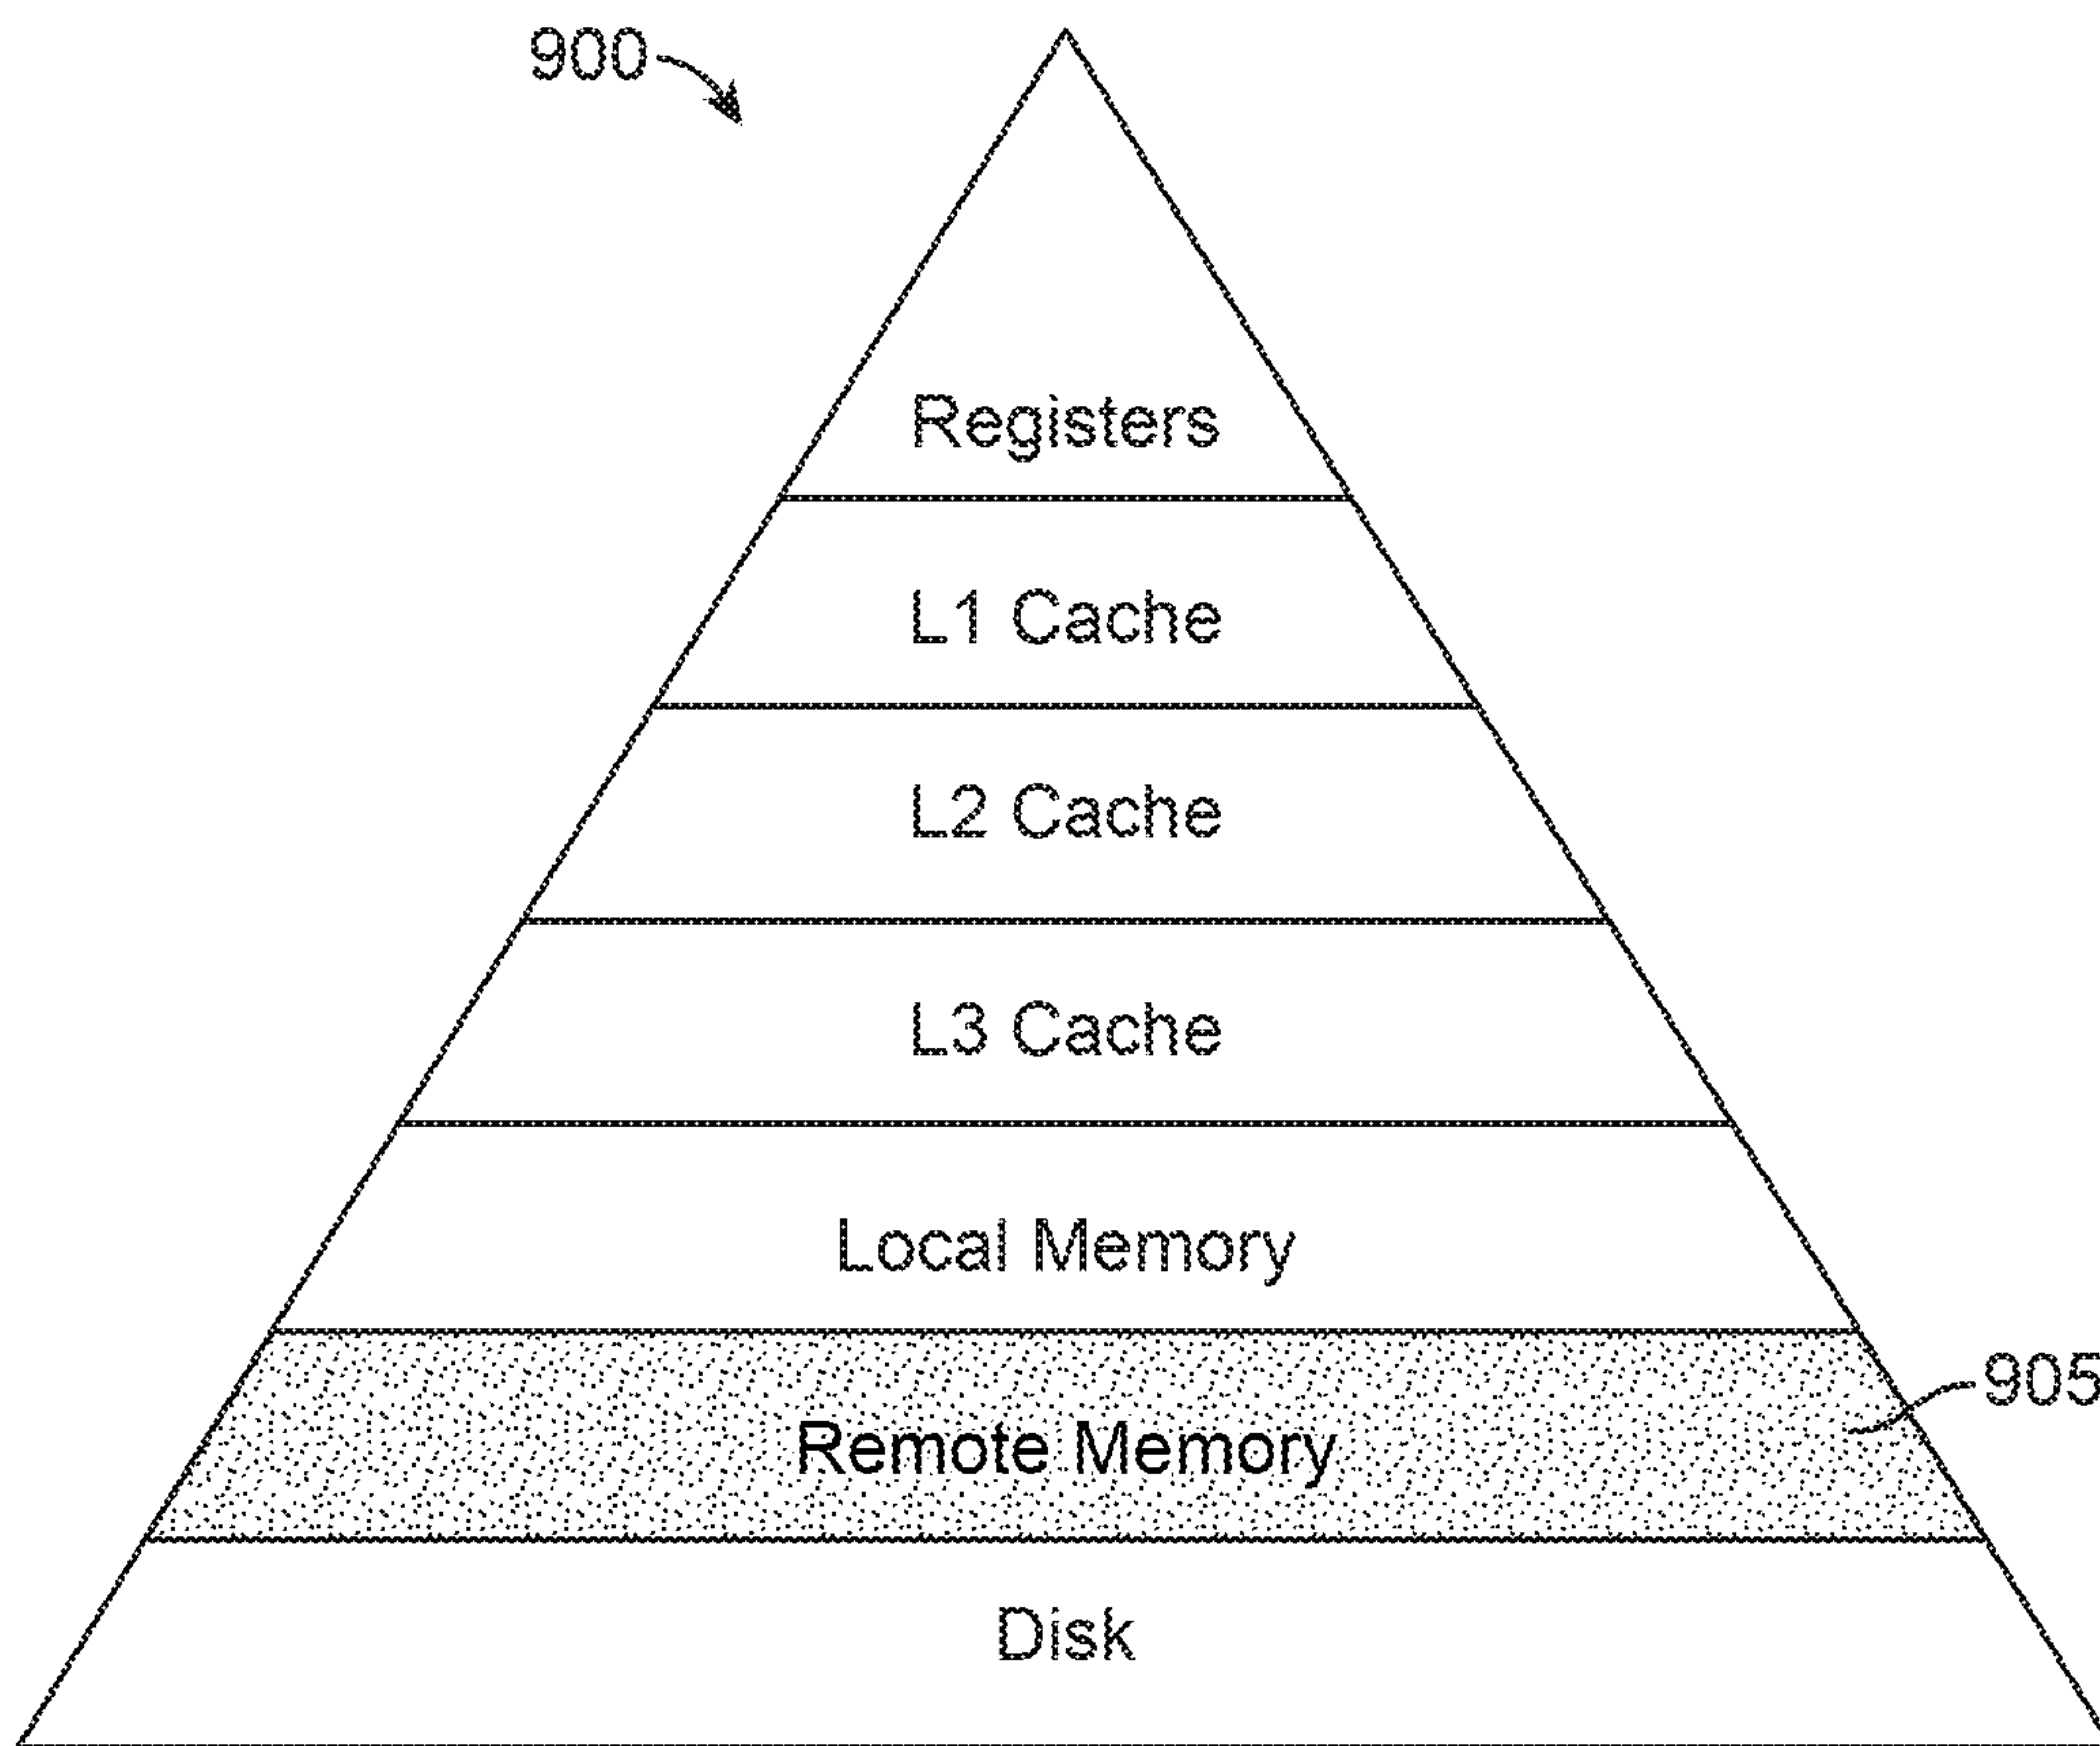 900
Registers
L1 Cache
L2 Cache
L3 Cache
Local Memory
905
Remote Memory
Disk